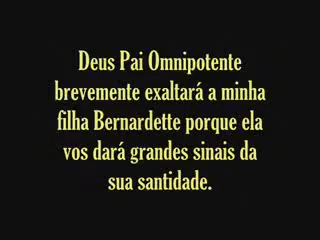 Deus Pai Omnipotente
brevemente exaltará a minha
filha Bernardette porque ela
vos dará grandes sinais da
sua santidade.